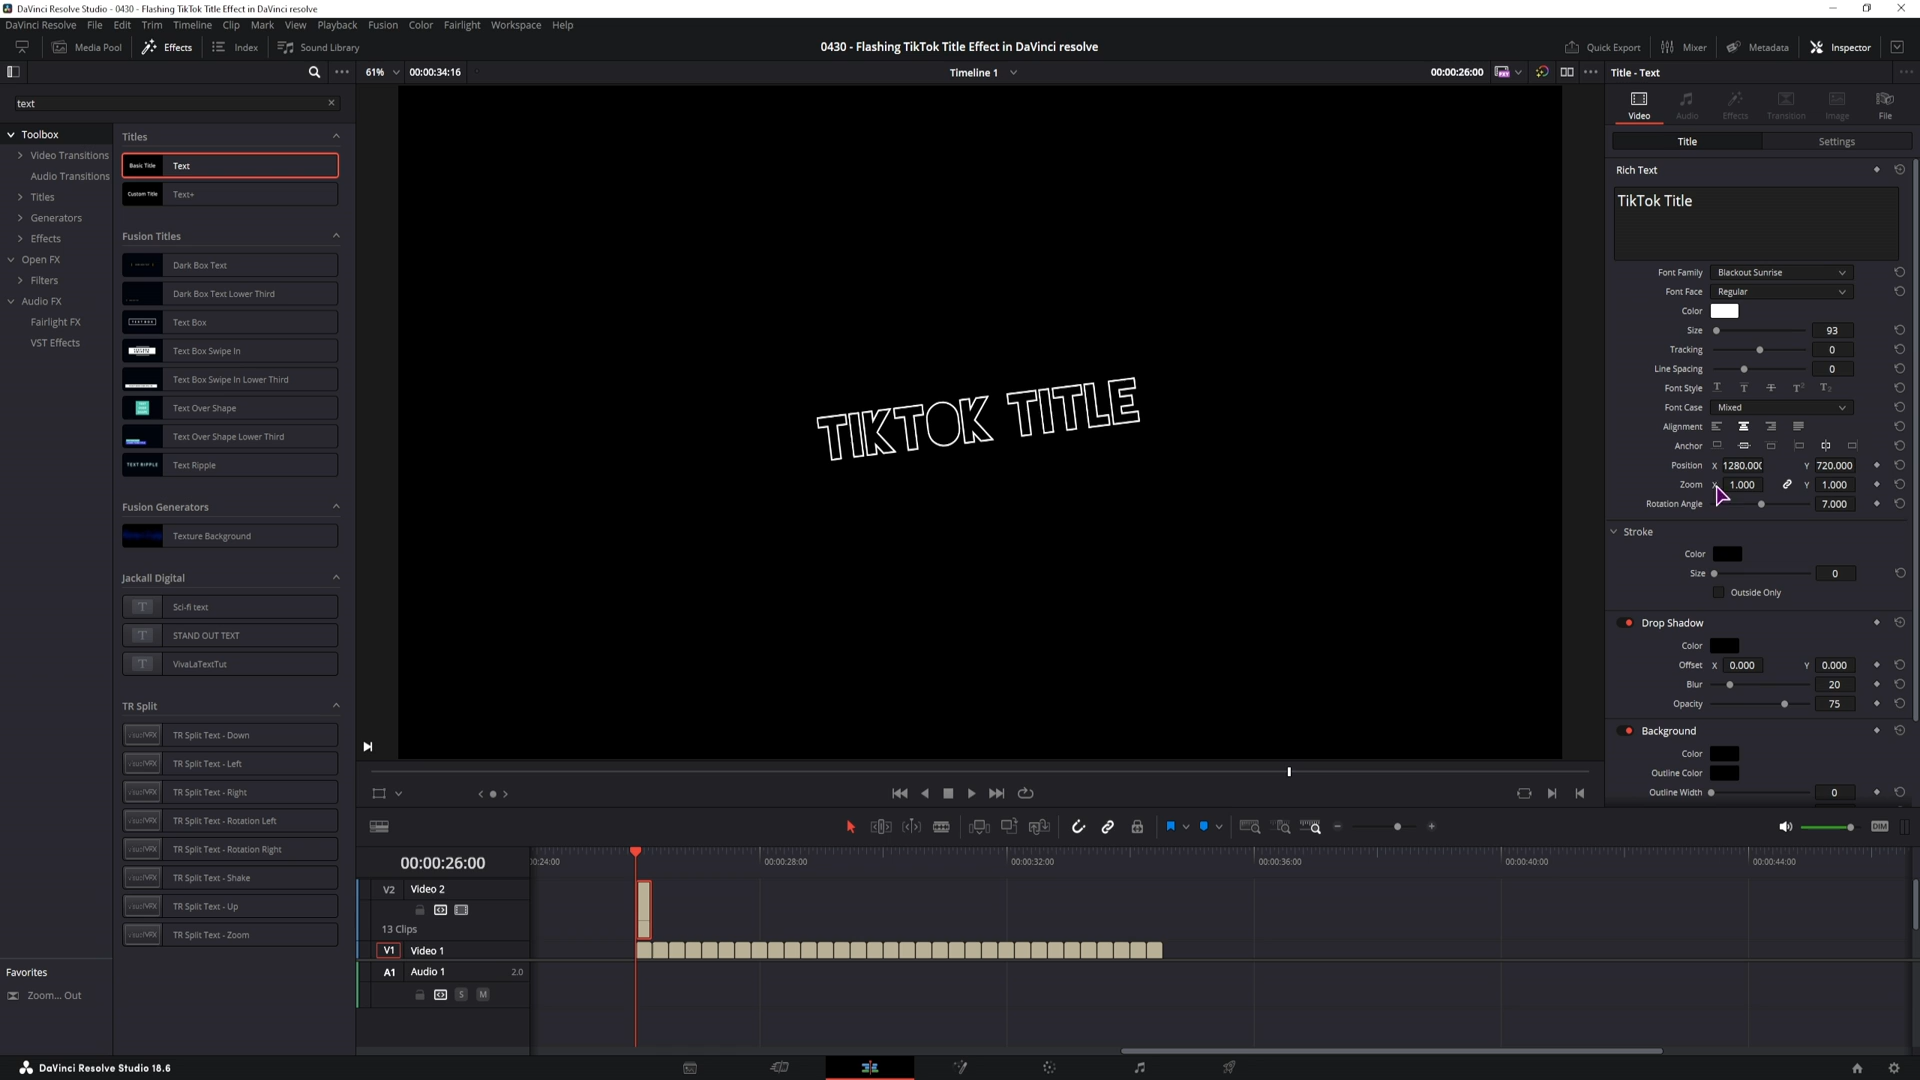 DaVinci Resolve Studio - 0430 - Flashing TikTok Title Effect in DaVinci resolve
DaVinci Resolve File Edit Trim Timeline Clip Mark View Playback Fusion Color Fairlight Workspace Help
Media Pool Effects Index Sound Library 0430 - Flashing TikTok Title Effect in DaVinci resolve Quick Export Mixer Metadata Inspector
61% 00:00:34:16 Timeline 1 00:00:26:00 Title - Text
text
Video Audio Effects Transition Image File
Title Settings
Toolbox
Video Transitions
Audio Transitions
Titles
Generators
Effects
Open FX
Filters
Audio FX
Fairlight FX
VST Effects
Favorites
Zoom... Out
Titles
Basic Title Text
Custom Title Text+
Fusion Titles
Dark Box Text
Dark Box Text Lower Third
Text Box
Text Box Swipe In
Text Box Swipe In Lower Third
Text Over Shape
Text Over Shape Lower Third
TEXT RIPPLE Text Ripple
Fusion Generators
Texture Background
Jackall Digital
T Sci-fi text
T STAND OUT TEXT
T VivaLaTextTut
TR Split
TR Split Text - Down
TR Split Text - Left
TR Split Text - Right
TR Split Text - Rotation Left
TR Split Text - Rotation Right
TR Split Text - Shake
TR Split Text - Up
TR Split Text - Zoom
TIKTOK TITLE
Rich Text
TikTok Title
Font Family Blackout Sunrise
Font Face Regular
Color
Size 93
Tracking 0
Line Spacing 0
Font Style T T T T2 T2
Font Case Mixed
Alignment
Anchor
Position X 1280.000 Y 720.000
Zoom X 1.000 Y 1.000
Rotation Angle 7.000
Stroke
Color
Size 0
Outside Only
Drop Shadow
Color
Offset X 0.000 Y 0.000
Blur 20
Opacity 75
Background
Color
Outline Color
Outline Width 0
DIM
00:00:26:00 00:00:28:00 00:00:32:00 00:00:36:00 00:00:40:00 00:00:44:00
V2 Video 2
13 Clips
V1 Video 1
A1 Audio 1 2.0
S M
DaVinci Resolve Studio 18.6